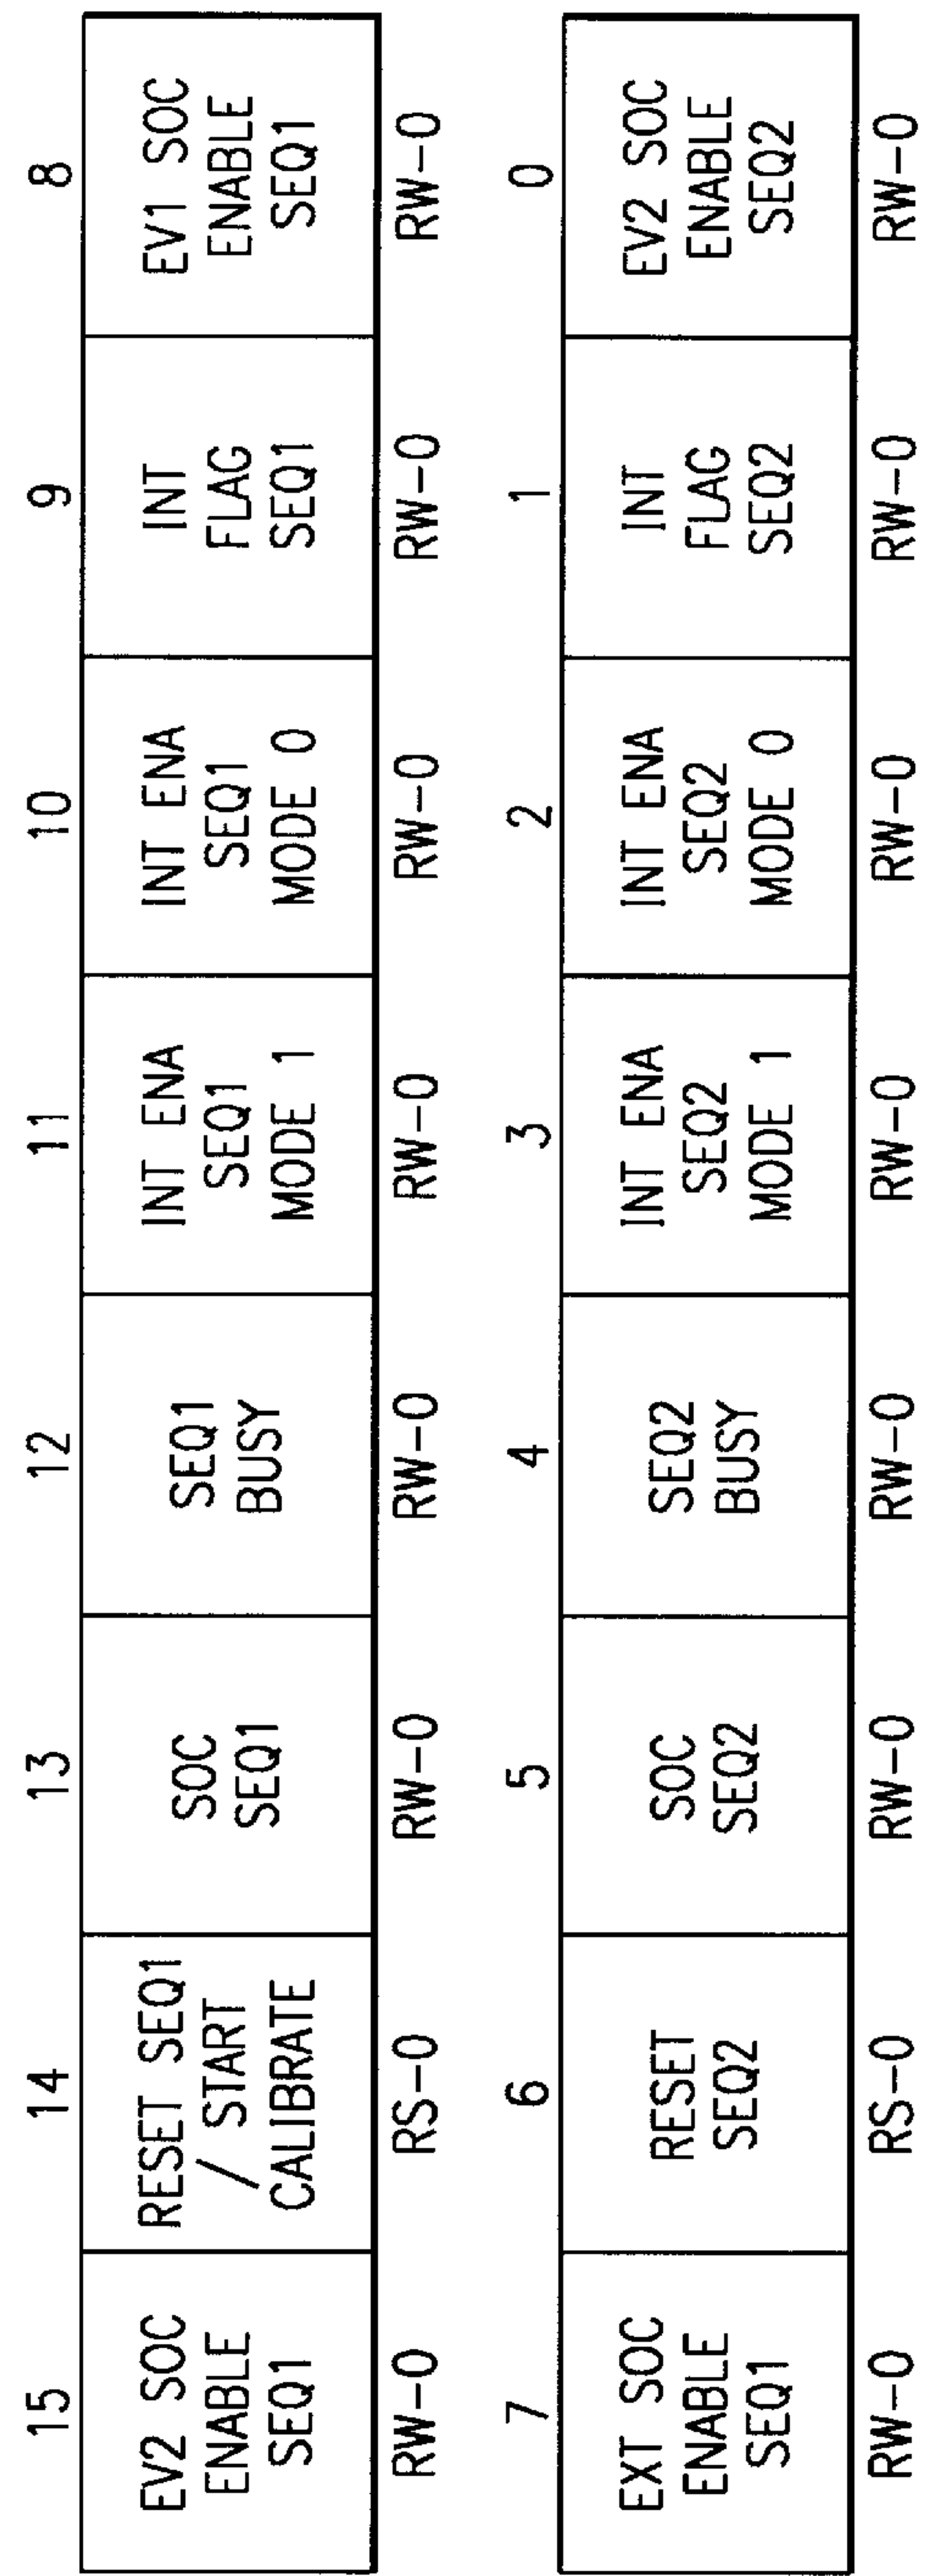 15 14 13 12 11 10 9 8
EV2 SOC
ENABLE
SEQ1
RESET SEQ1
/ START
CALIBRATE
SOC
SEQ1
SEQ1
BUSY
INT ENA
SEQ1
MODE 1
INT ENA
SEQ1
MODE 0
INT
FLAG
SEQ1
EV1 SOC
ENABLE
SEQ1
RW-0 RS-0 RW-0 RW-0 RW-0 RW-0 RW-0 RW-0
7 6 5 4 3 2 1 0
EXT SOC
ENABLE
SEQ1
RESET
SEQ2
SOC
SEQ2
SEQ2
BUSY
INT ENA
SEQ2
MODE 1
INT ENA
SEQ2
MODE 0
INT
FLAG
SEQ2
EV2 SOC
ENABLE
SEQ2
RW-0 RS-0 RW-0 RW-0 RW-0 RW-0 RW-0 RW-0